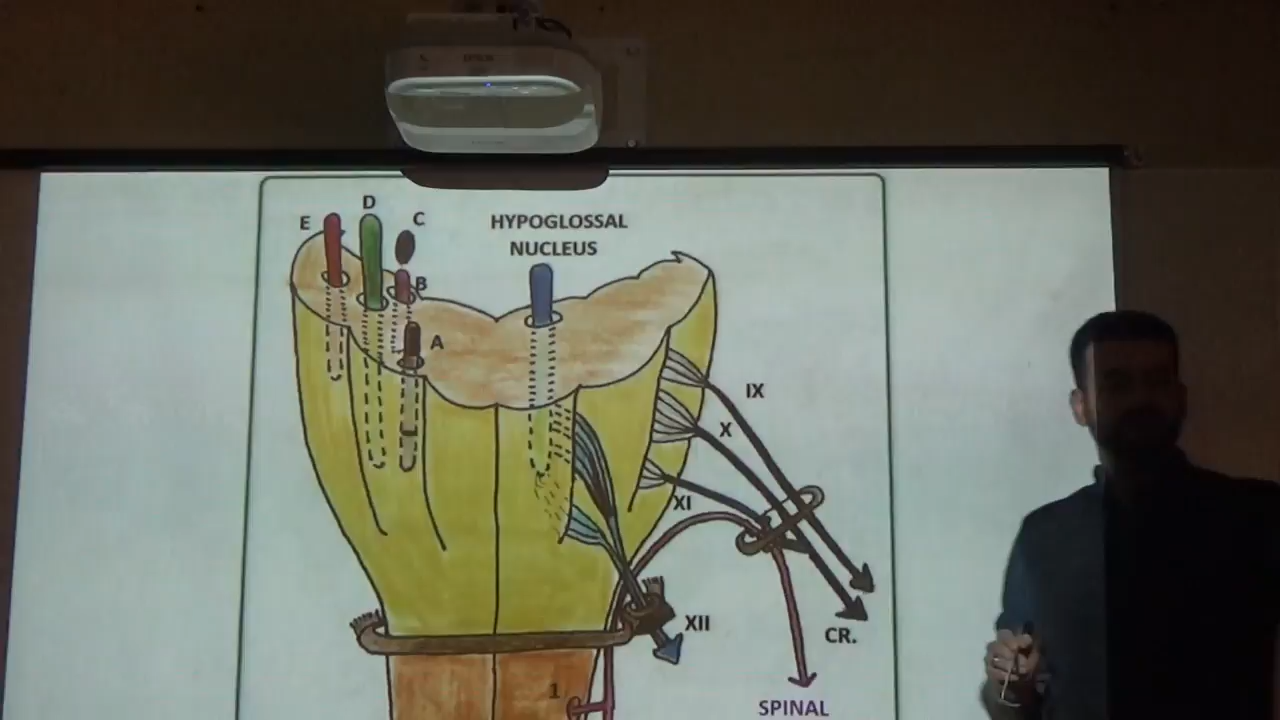 D
E
C
HYPOGLOSSAL
NUCLEUS
B
A
IX
X
XI
XII
CR.
1
SPINAL